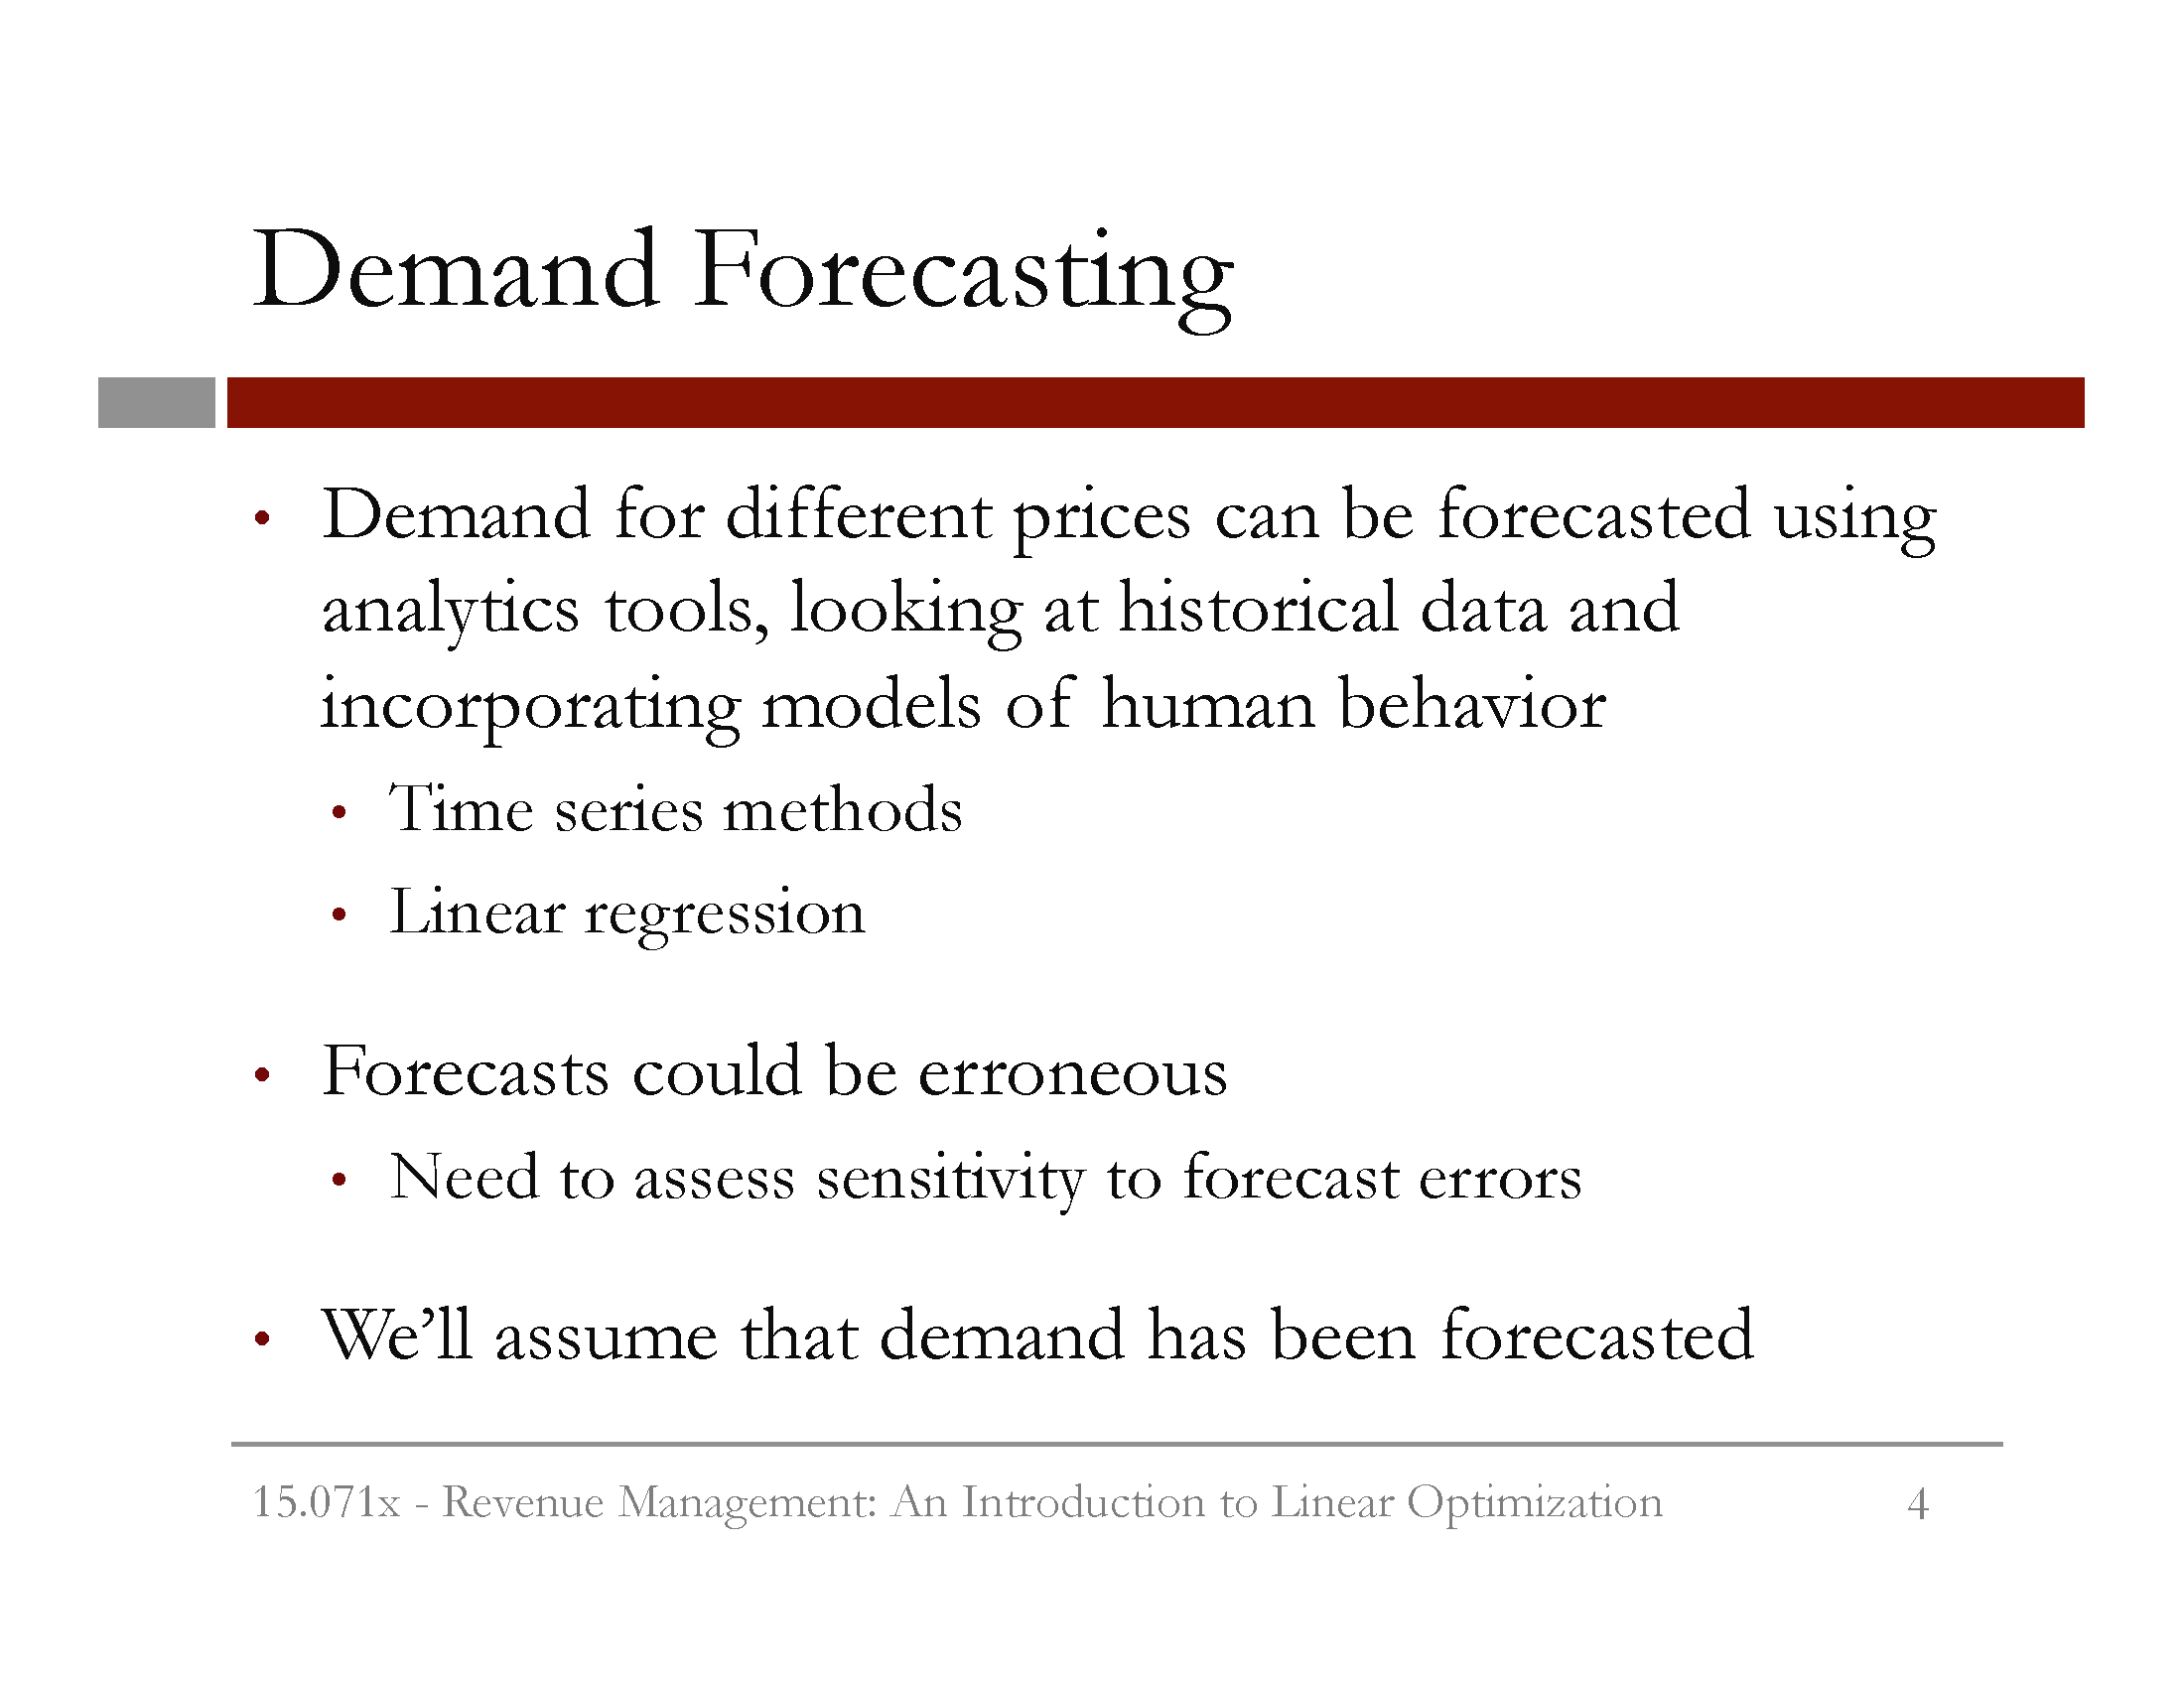 Demand Forecasting
• Demand for different prices can be forecasted using
analytics tools, looking at historical data and
incorporating models of human behavior
• Time series methods
• Linear regression
• Forecasts could be erroneous
• Need to assess sensitivity to forecast errors
• We’ll assume that demand has been forecasted
15.071x - Revenue Management: An Introduction to Linear Optimization 4